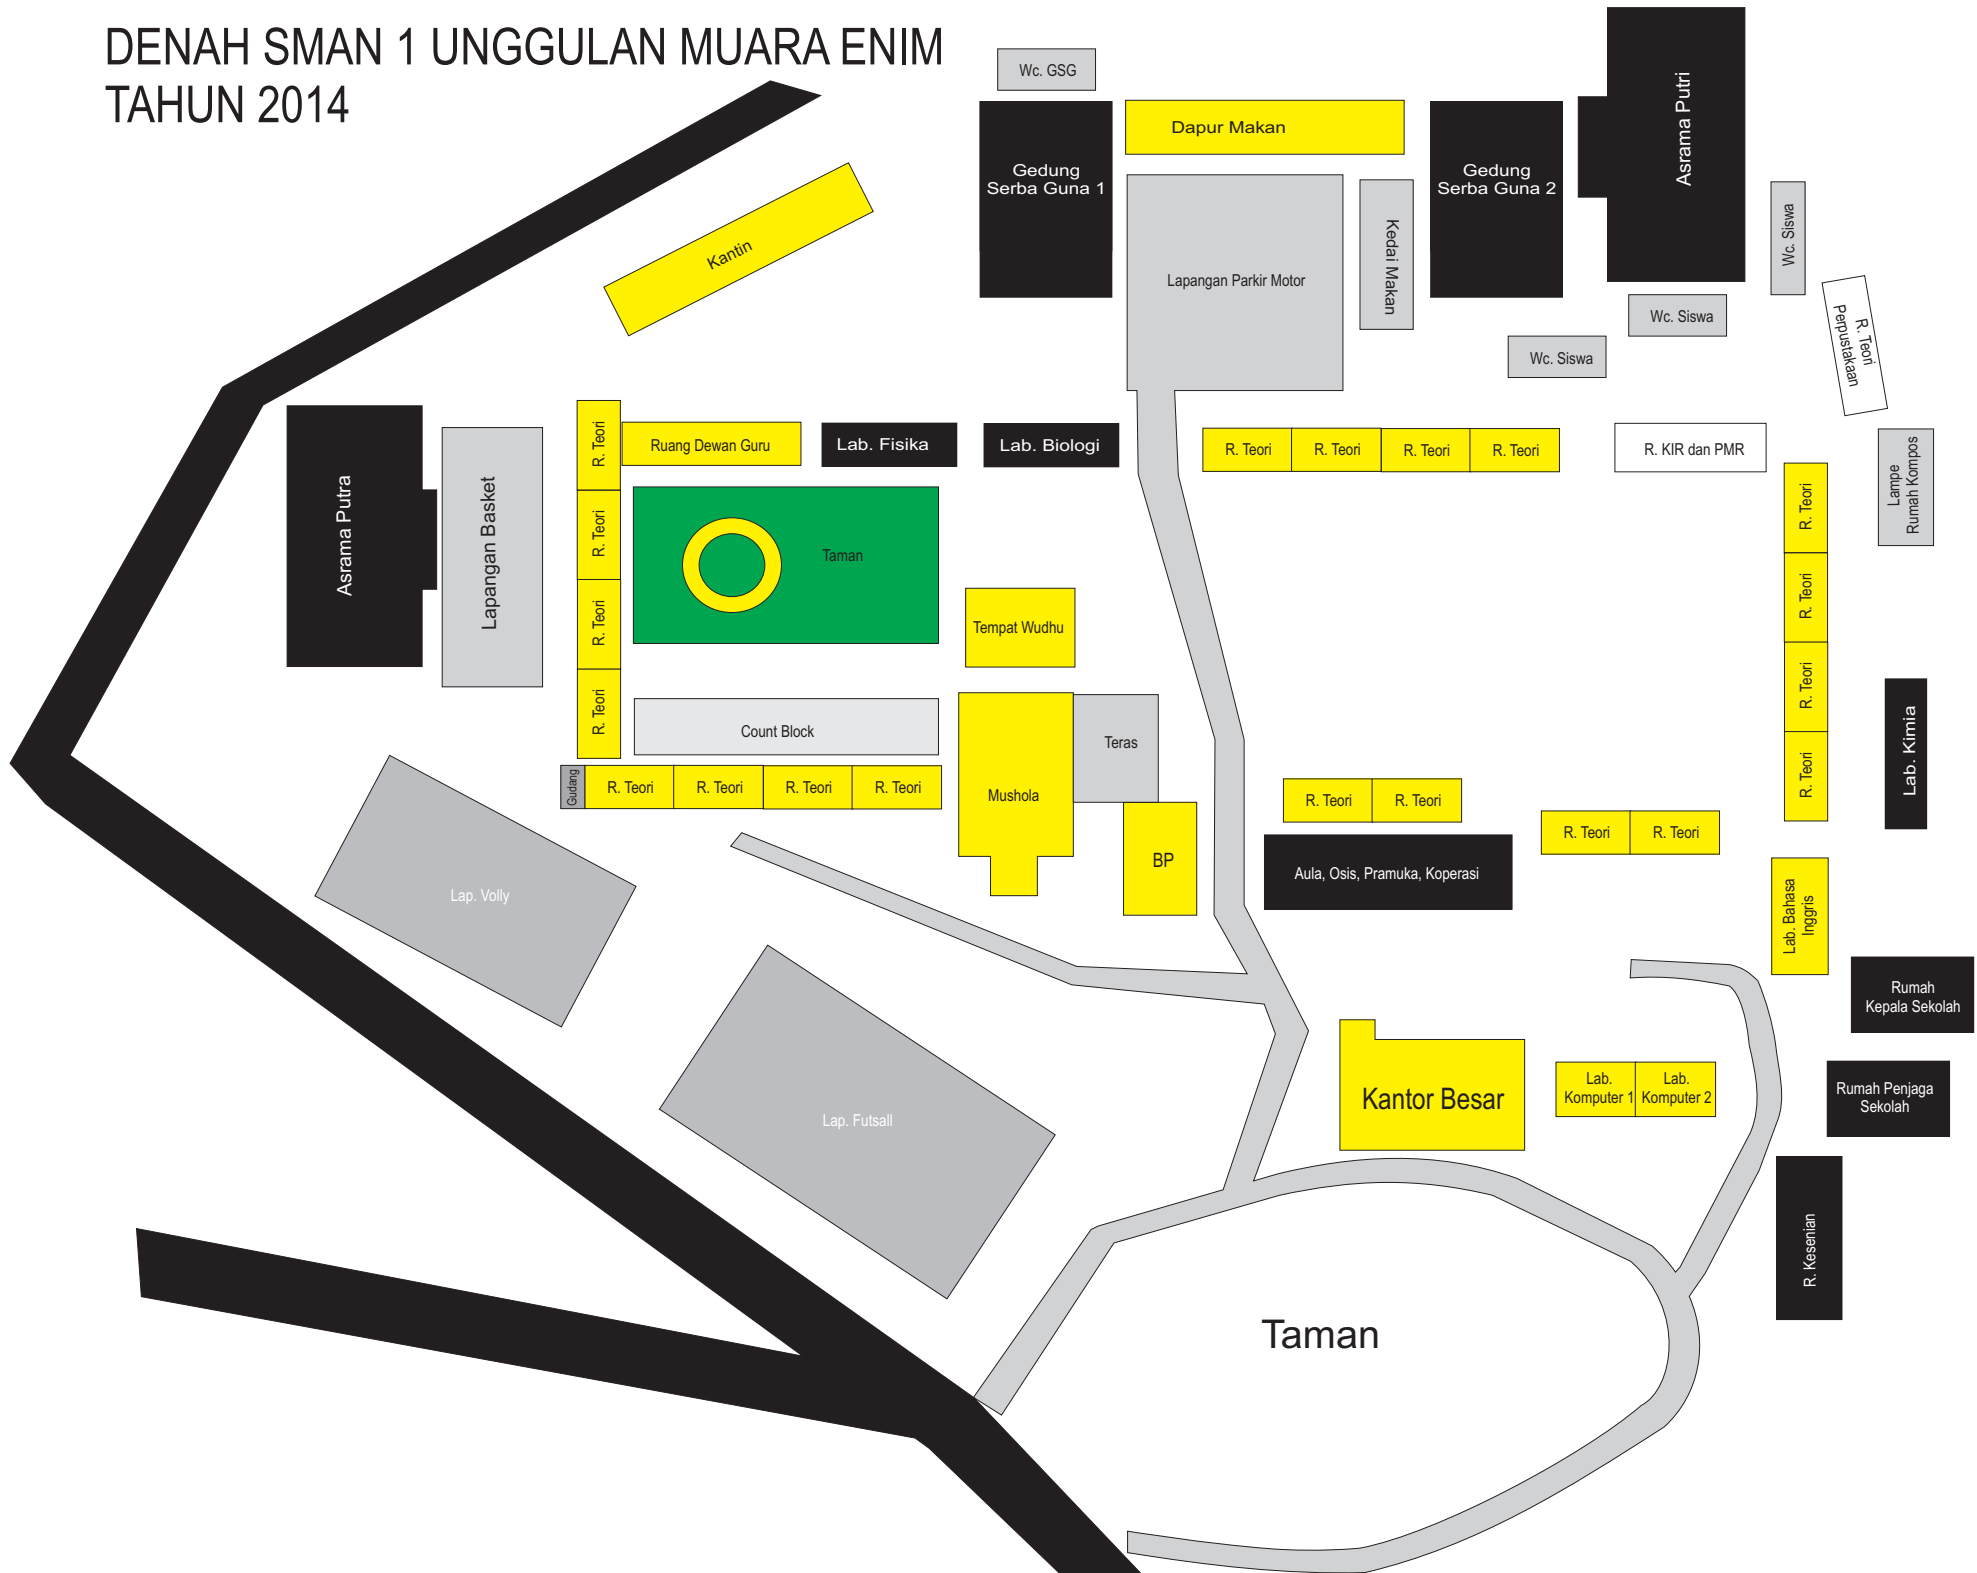 DENAH SMAN 1 UNGGULAN MUARA ENIM
TAHUN 2014
Wc. GSG
Dapur Makan
Gedung
Serba Guna 1
Gedung
Serba Guna 2
Asrama Putri
Kantin
Lapangan Parkir Motor
Kedai Makan
Wc. Siswa
Wc. Siswa
Wc. Siswa
R. Teori
Perpustakaan
Asrama Putra
Lapangan Basket
R. Teori
R. Teori
R. Teori
R. Teori
Ruang Dewan Guru
Lab. Fisika
Lab. Biologi
R. Teori
R. Teori
R. Teori
R. Teori
R. KIR dan PMR
Lampe
Rumah Kompos
R. Teori
R. Teori
R. Teori
R. Teori
Taman
Tempat Wudhu
Count Block
Mushola
Teras
Lab. Kimia
Gudang
R. Teori
R. Teori
R. Teori
R. Teori
R. Teori
R. Teori
R. Teori
R. Teori
BP
Aula, Osis, Pramuka, Koperasi
Lap. Volly
Lab. Bahasa
Inggris
Rumah
Kepala Sekolah
Kantor Besar
Lab.
Komputer 1
Lab.
Komputer 2
Rumah Penjaga
Sekolah
Lap. Futsall
R. Kesenian
Taman